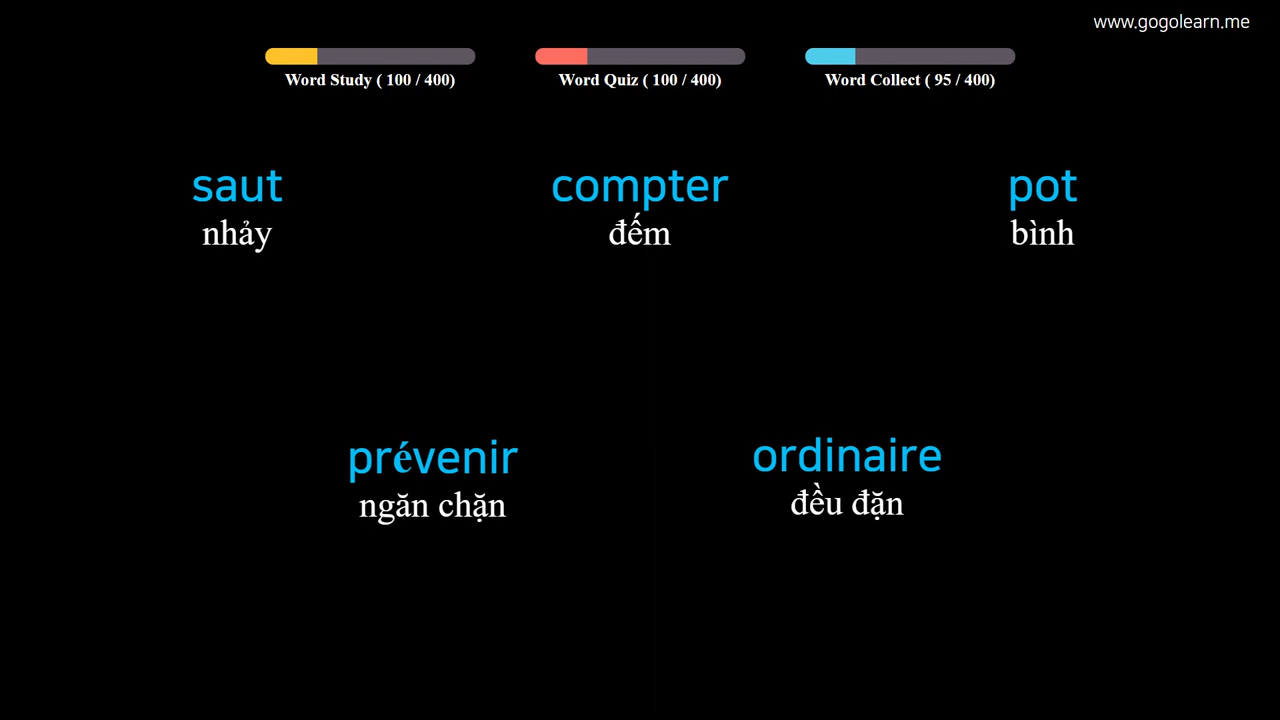 www.gogolearn.me
Word Study ( 100 / 400)
Word Quiz ( 100 / 400)
Word Collect ( 95 / 400)
saut
nhảy
compter
đếm
pot
bình
prévenir
ngăn chặn
ordinaire
đều đặn